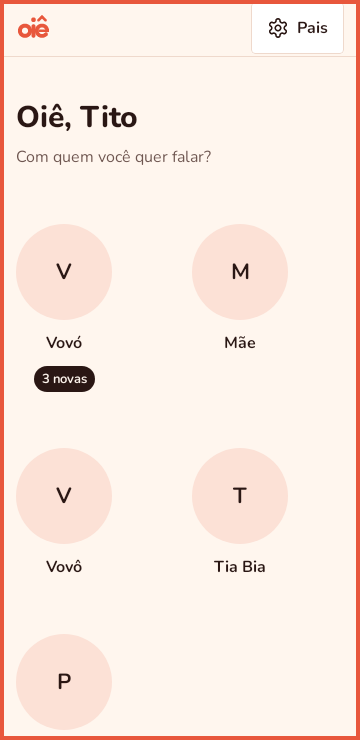 oiê
Pais
Oiê, Tito
Com quem você quer falar?
V
M
Vovó
Mãe
3 novas
V
T
Vovô
Tia Bia
P